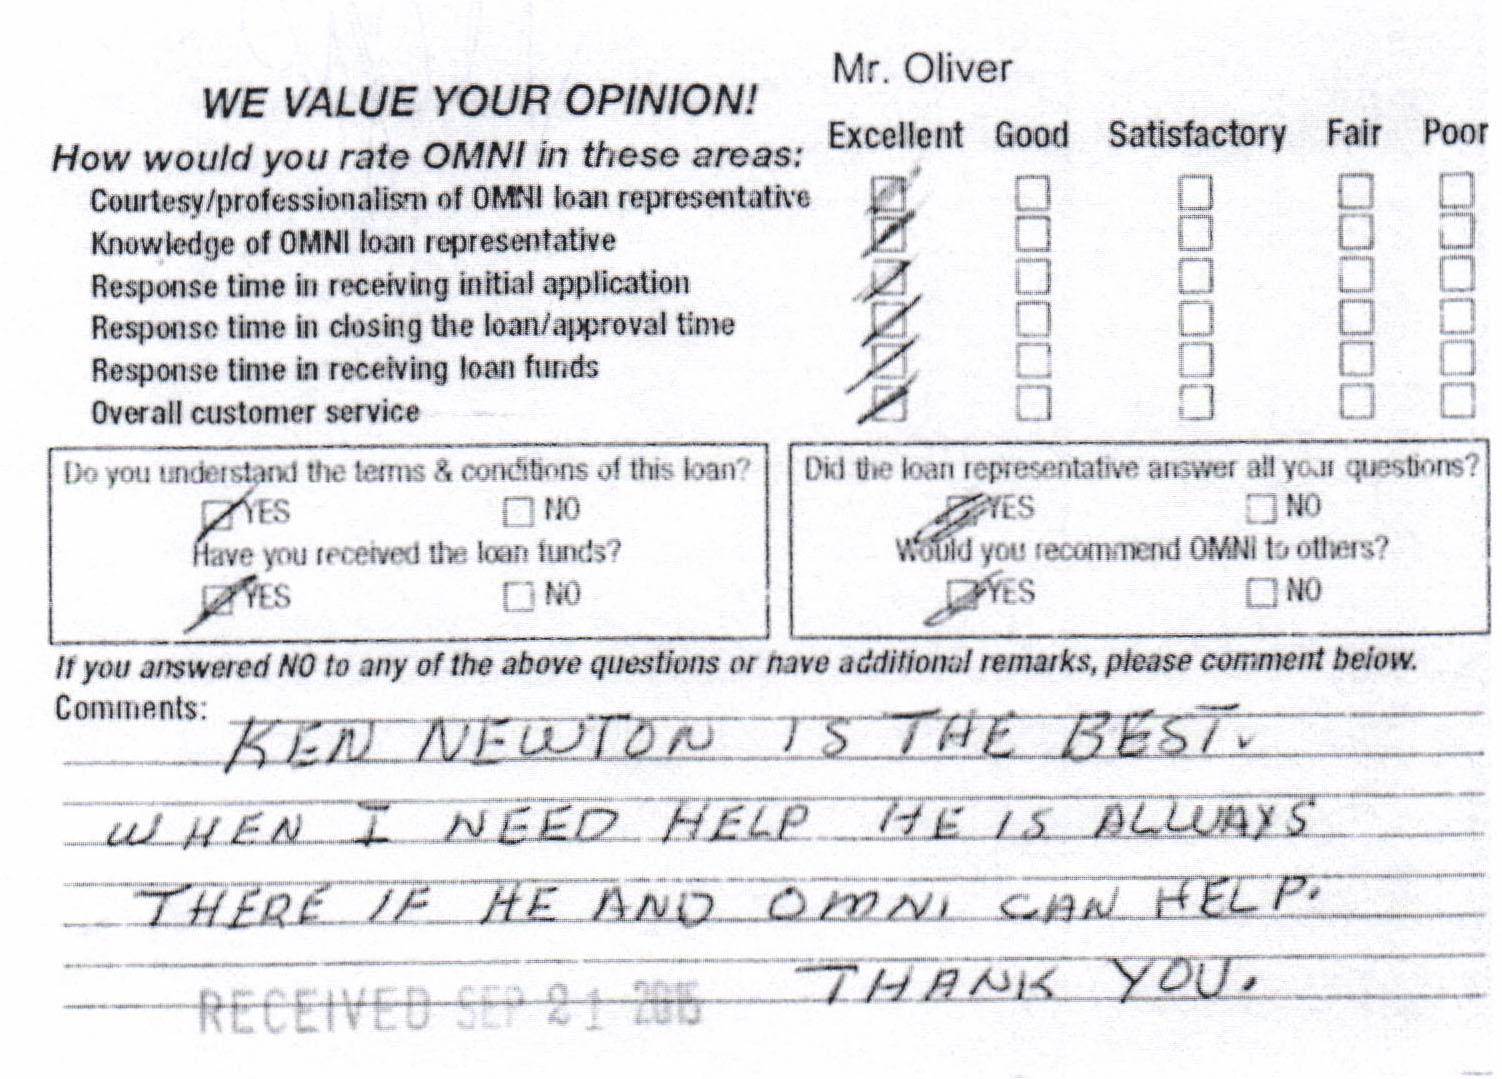 Mr. Oliver
WE VALUE YOUR OPINION!
How would you rate OMNI in these areas: Excellent Good Satisfactory Fair Poor
Courtesy/professionalism of OMNI loan representative
Knowledge of OMNI loan representative
Response time in receiving initial application
Response time in closing the loan/approval time
Response time in receiving loan funds
Overall customer service
Do you understand the terms & conditions of this loan?
YES NO
Have you received the loan funds?
YES NO
Did the loan representative answer all your questions?
YES NO
Would you recommend OMNI to others?
YES NO
If you answered NO to any of the above questions or have additional remarks, please comment below.
Comments: KEN NEWTON IS THE BEST.
WHEN I NEED HELP HE IS ALLWAYS
THERE IF HE AND OMNI CAN HELP.
THANK YOU.
RECEIVED SEP 21 2015